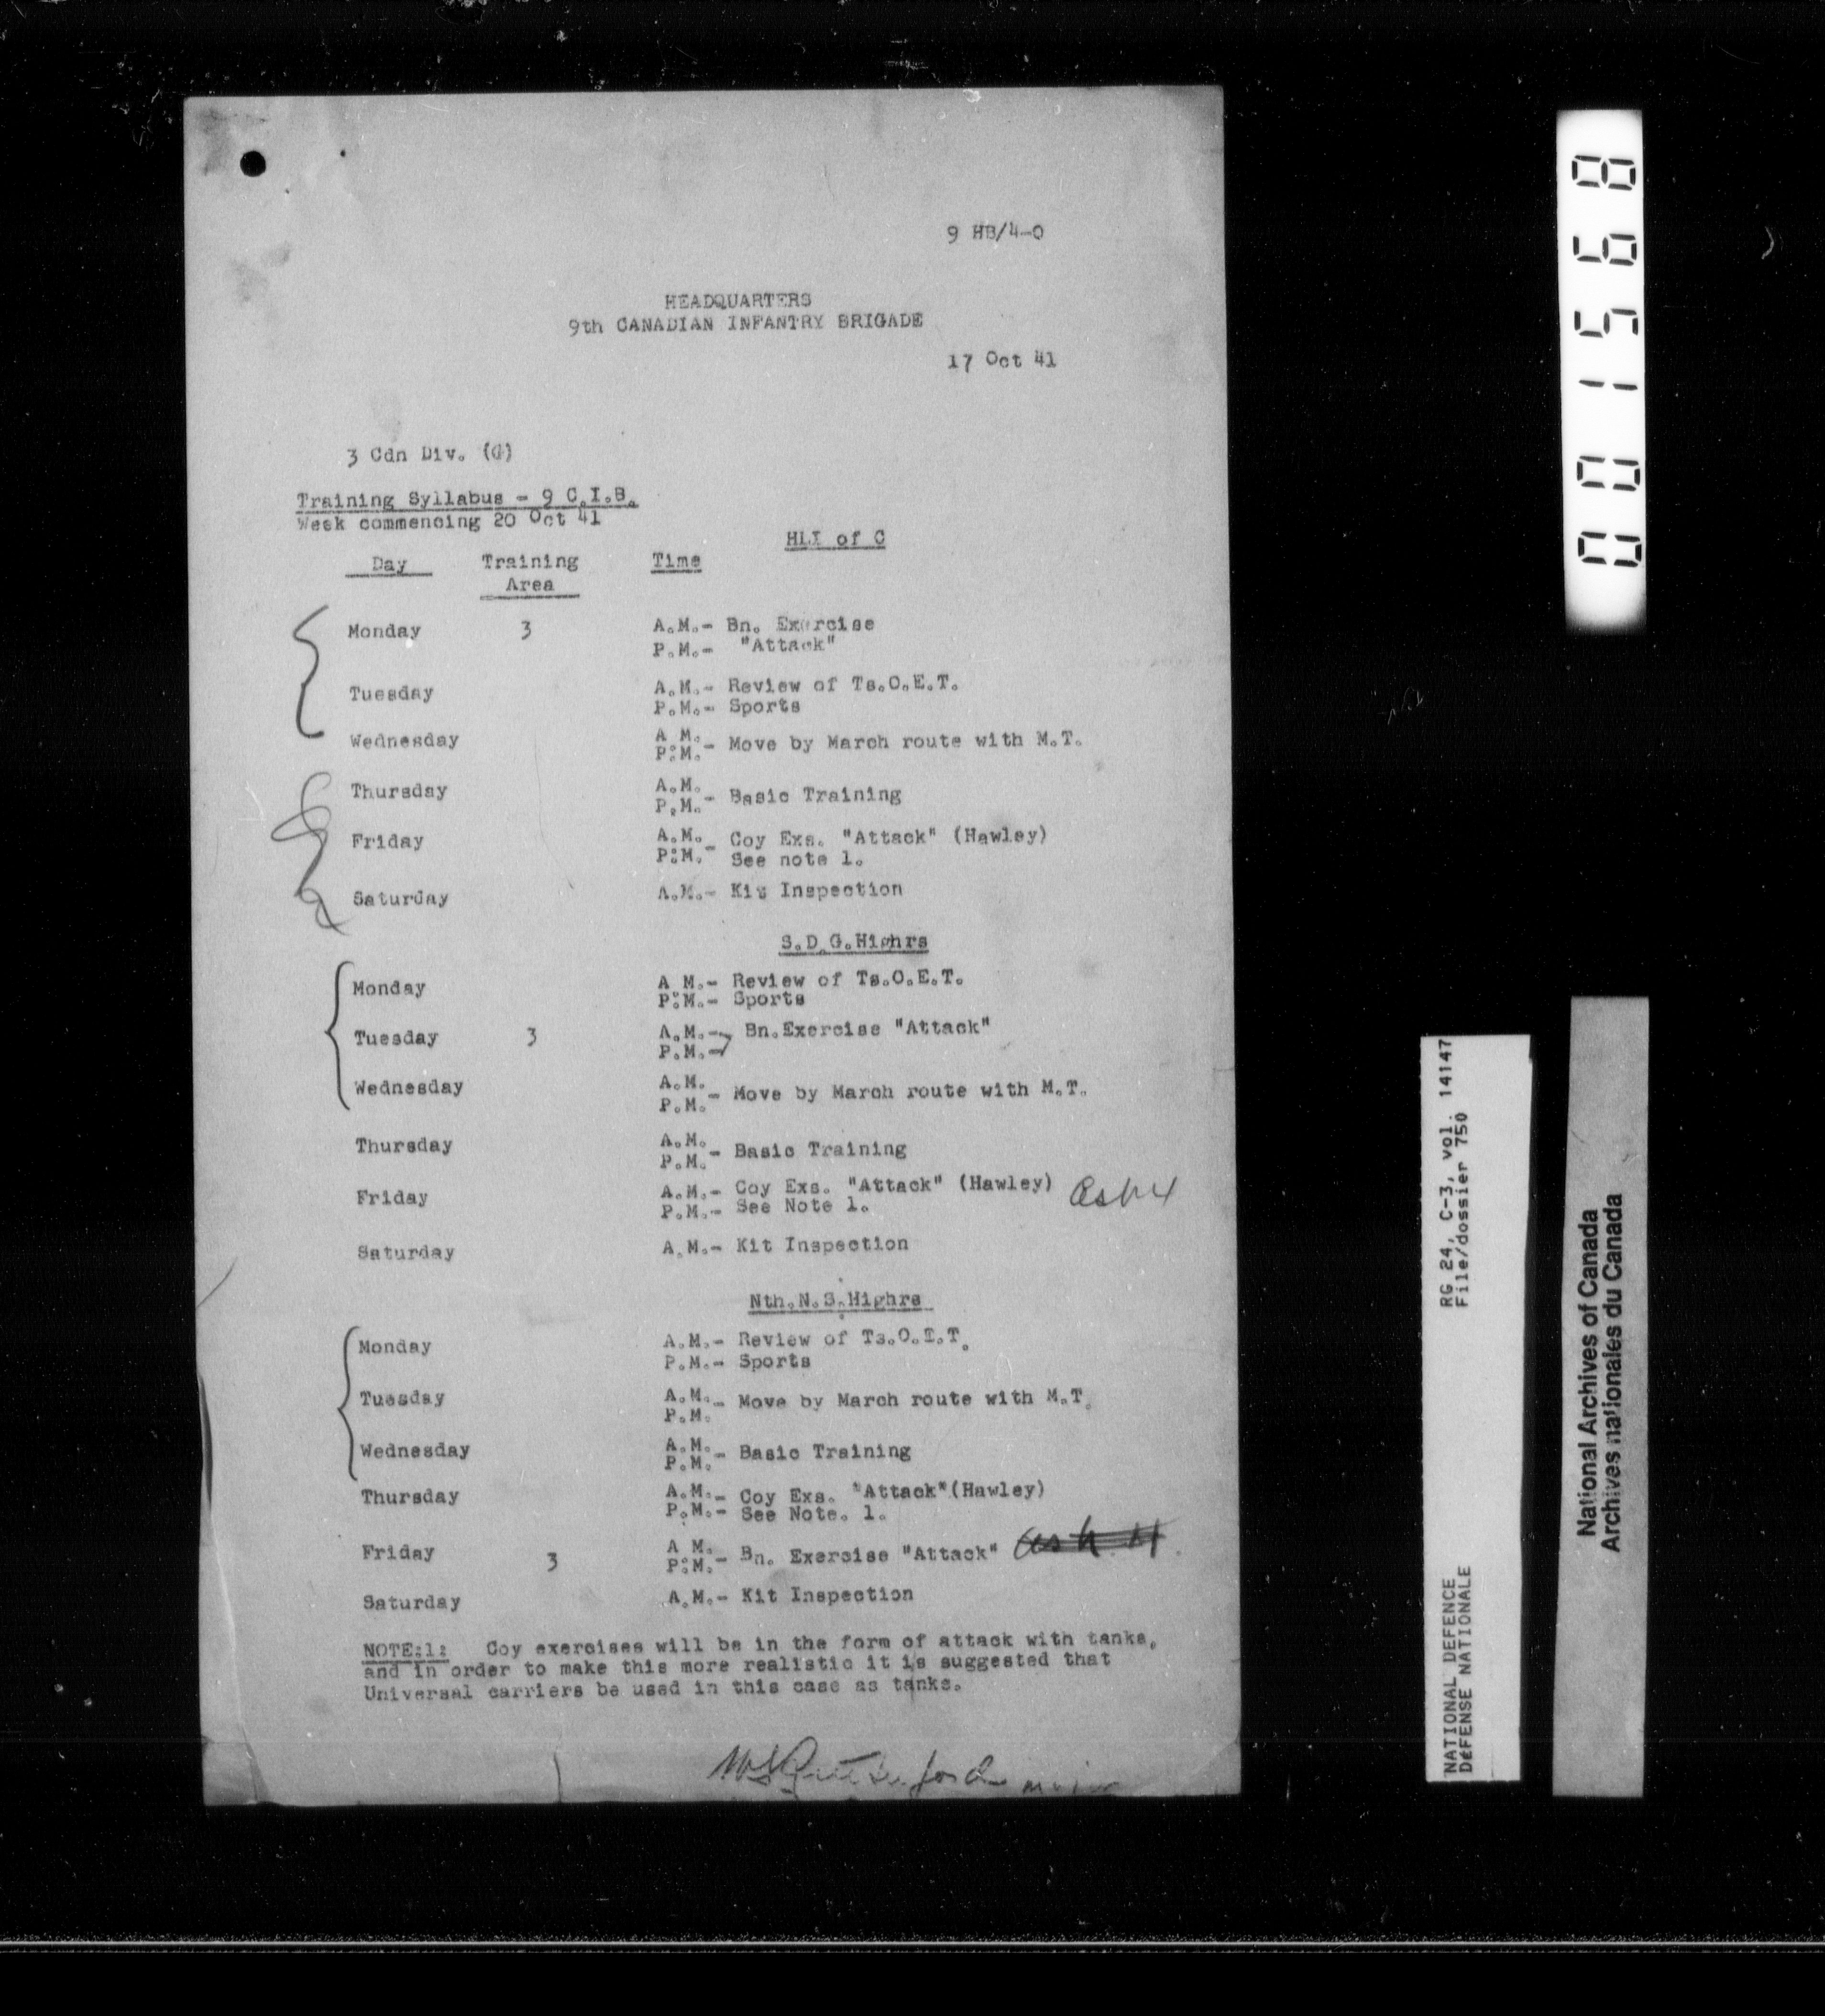 9 HB/4-0
HEADQUARTERS
9th CANADIAN INFANTRY BRIGADE
17 Oct 41
3 Cdn Div. (G)
Training Syllabus - 9 C.I.B.
Week commencing 20 Oct 41
HLI of C
Day Training Time
Area
Monday 3 A.M.- Bn. Exercise
P.M.- "Attack"
Tuesday A.M.- Review of Ts.O.E.T.
P.M.- Sports
Wednesday A.M.
P.M.- Move by March route with M.T.
Thursday A.M.
P.M.- Basic Training
Friday A.M.- Coy Exs. "Attack" (Hawley)
P.M. See note 1.
Saturday A.M.- Kit Inspection
S.D.G.Highrs
Monday A.M.- Review of Ts.O.E.T.
P.M.- Sports
Tuesday 3 A.M.- Bn.Exercise "Attack"
P.M.-
Wednesday A.M.
P.M.- Move by March route with M.T.
Thursday A.M.
P.M.- Basic Training
Friday A.M.- Coy Exs. "Attack" (Hawley)
P.M.- See Note 1.
Saturday A.M.- Kit Inspection
Nth.N.S.Highrs
Monday A.M.- Review of Ts.O.E.T.
P.M.- Sports
Tuesday A.M.- Move by March route with M.T.
P.M.
Wednesday A.M.- Basic Training
P.M.
Thursday A.M.- Coy Exs. "Attack"(Hawley)
P.M.- See Note. 1.
Friday 3 A.M.
P.M.- Bn. Exercise "Attack"
Saturday A.M.- Kit Inspection
NOTE:1: Coy exercises will be in the form of attack with tanks,
and in order to make this more realistic it is suggested that
Universal carriers be used in this case as tanks.
001568
RG 24, C-3, vol. 14147
File/dossier 750
NATIONAL DEFENCE
DEFENSE NATIONALE
National Archives of Canada
Archives nationales du Canada